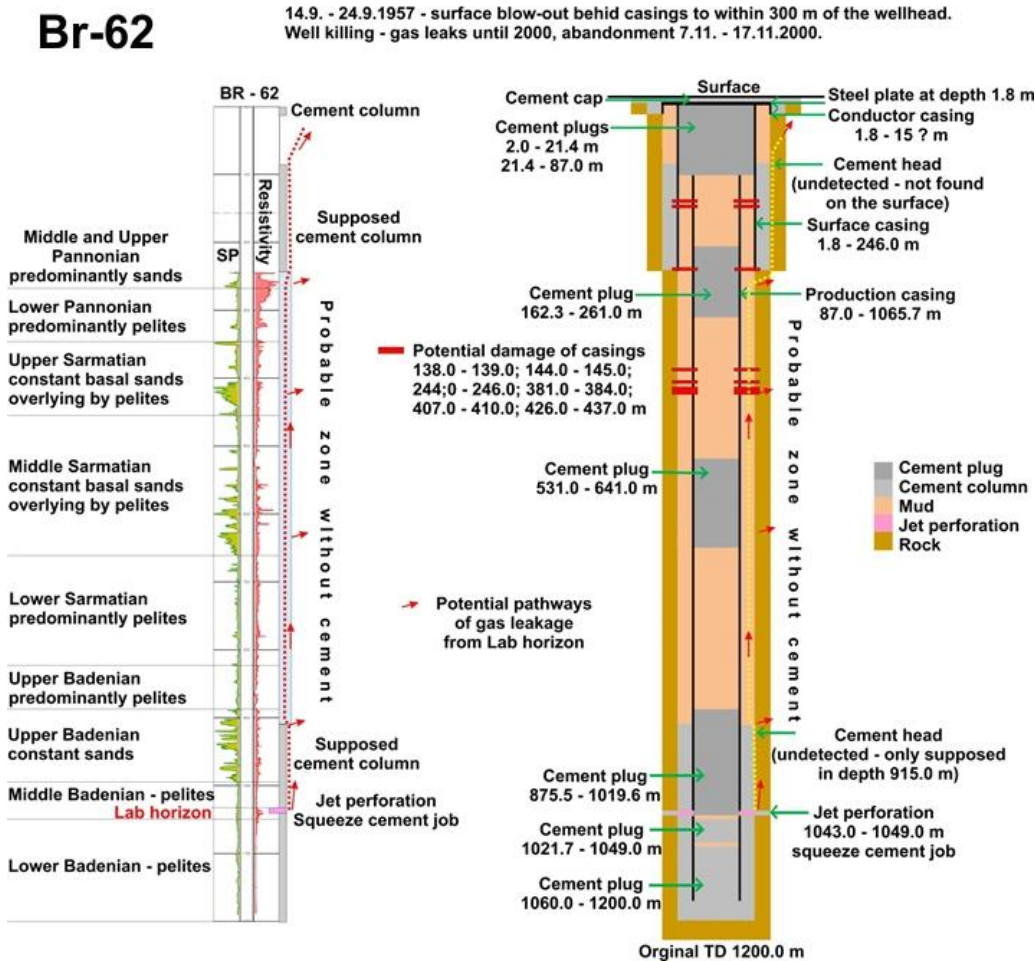 Br-62
14.9. - 24.9.1957 - surface blow-out behid casings to within 300 m of the wellhead.
Well killing - gas leaks until 2000, abandonment 7.11. - 17.11.2000.
BR - 62
Cement column
Resistivity
SP
Supposed
cement column
Middle and Upper
Pannonian
predominantly sands
Lower Pannonian
predominantly pelites
Upper Sarmatian
constant basal sands
overlying by pelites
Middle Sarmatian
constant basal sands
overlying by pelites
Lower Sarmatian
predominantly pelites
Upper Badenian
predominantly pelites
Upper Badenian
constant sands
Middle Badenian - pelites
Lab horizon
Lower Badenian - pelites
Probable zone without cement
Supposed
cement column
Jet perforation
Squeeze cement job
Surface
Cement cap
Cement plugs
2.0 - 21.4 m
21.4 - 87.0 m
Cement plug
162.3 - 261.0 m
Potential damage of casings
138.0 - 139.0; 144.0 - 145.0;
244;0 - 246.0; 381.0 - 384.0;
407.0 - 410.0; 426.0 - 437.0 m
Cement plug
531.0 - 641.0 m
Potential pathways
of gas leakage
from Lab horizon
Cement plug
875.5 - 1019.6 m
Cement plug
1021.7 - 1049.0 m
Cement plug
1060.0 - 1200.0 m
Steel plate at depth 1.8 m
Conductor casing
1.8 - 15 ? m
Cement head
(undetected - not found
on the surface)
Surface casing
1.8 - 246.0 m
Production casing
87.0 - 1065.7 m
Probable zone without cement
Cement plug
Cement column
Mud
Jet perforation
Rock
Cement head
(undetected - only supposed
in depth 915.0 m)
Jet perforation
1043.0 - 1049.0 m
squeeze cement job
Orginal TD 1200.0 m